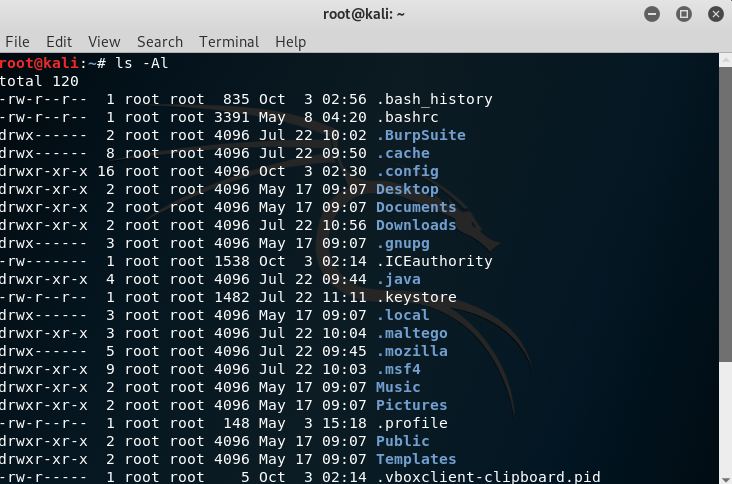 root@kali: ~
File Edit View Search Terminal Help
root@kali:~# ls -Al
total 120
-rw-r--r--  1 root root  835 Oct  3 02:56 .bash_history
-rw-r--r--  1 root root 3391 May  8 04:20 .bashrc
drwx------  2 root root 4096 Jul 22 10:02 .BurpSuite
drwx------  8 root root 4096 Jul 22 09:50 .cache
drwxr-xr-x 16 root root 4096 Oct  3 02:30 .config
drwxr-xr-x  2 root root 4096 May 17 09:07 Desktop
drwxr-xr-x  2 root root 4096 May 17 09:07 Documents
drwxr-xr-x  2 root root 4096 Jul 22 10:56 Downloads
drwx------  3 root root 4096 May 17 09:07 .gnupg
-rw-------  1 root root 1538 Oct  3 02:14 .ICEauthority
drwxr-xr-x  4 root root 4096 Jul 22 09:44 .java
-rw-r--r--  1 root root 1482 Jul 22 11:11 .keystore
drwx------  3 root root 4096 May 17 09:07 .local
drwxr-xr-x  3 root root 4096 Jul 22 10:04 .maltego
drwx------  5 root root 4096 Jul 22 09:45 .mozilla
drwxr-xr-x  9 root root 4096 Jul 22 10:03 .msf4
drwxr-xr-x  2 root root 4096 May 17 09:07 Music
drwxr-xr-x  2 root root 4096 May 17 09:07 Pictures
-rw-r--r--  1 root root  148 May  3 15:18 .profile
drwxr-xr-x  2 root root 4096 May 17 09:07 Public
drwxr-xr-x  2 root root 4096 May 17 09:07 Templates
-rw-r-----  1 root root    5 Oct  3 02:14 .vboxclient-clipboard.pid